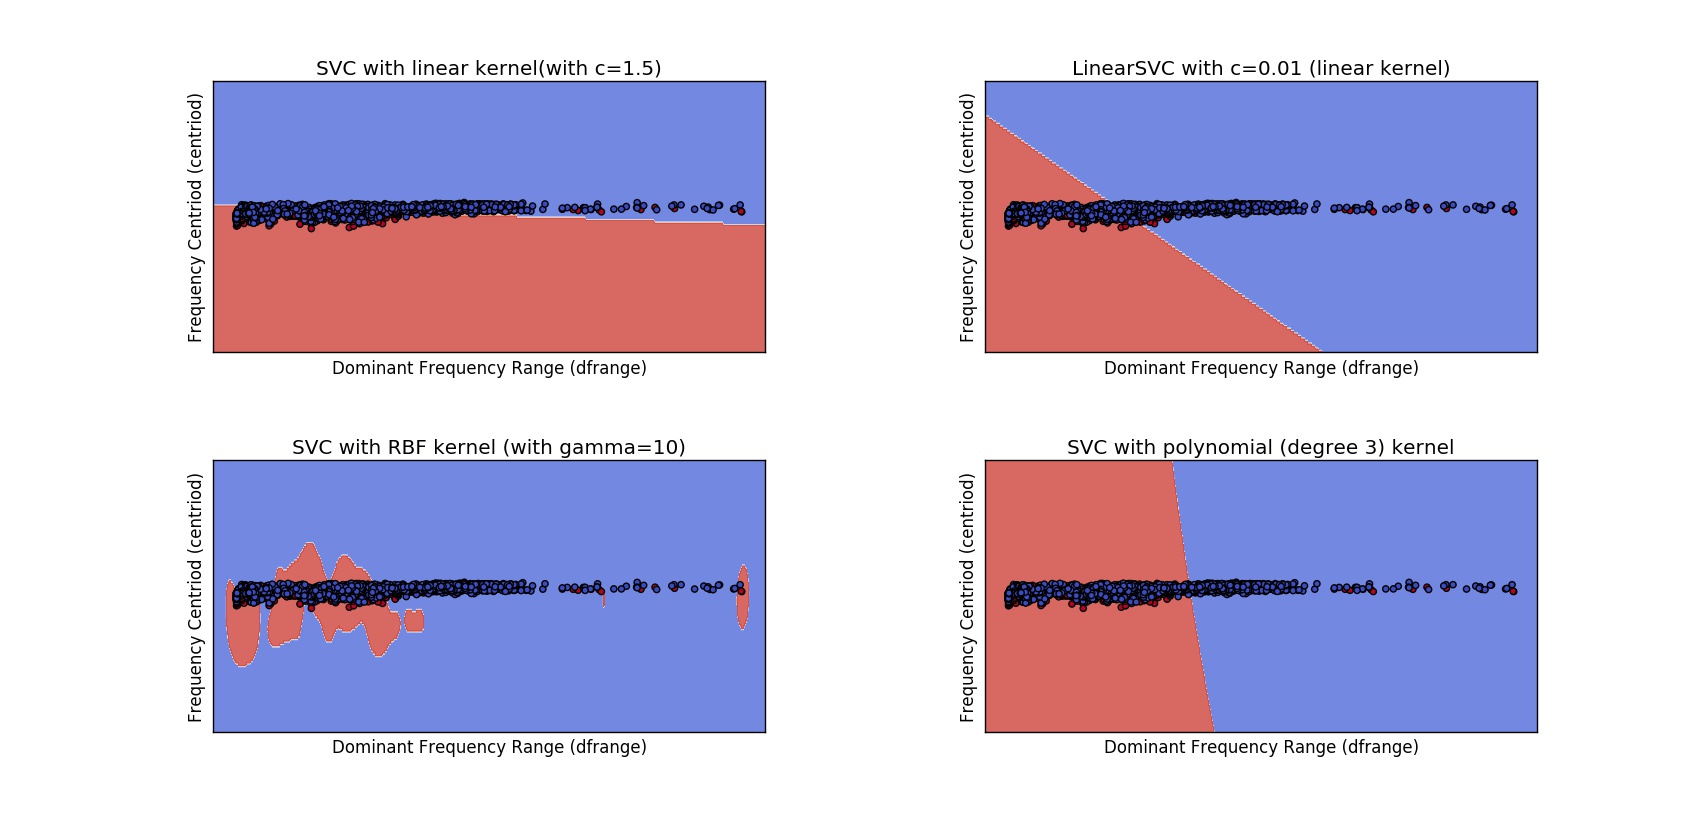 SVC with linear kernel(with c=1.5)
Frequency Centriod (centriod)
Dominant Frequency Range (dfrange)
LinearSVC with c=0.01 (linear kernel)
Frequency Centriod (centriod)
Dominant Frequency Range (dfrange)
SVC with RBF kernel (with gamma=10)
Frequency Centriod (centriod)
Dominant Frequency Range (dfrange)
SVC with polynomial (degree 3) kernel
Frequency Centriod (centriod)
Dominant Frequency Range (dfrange)